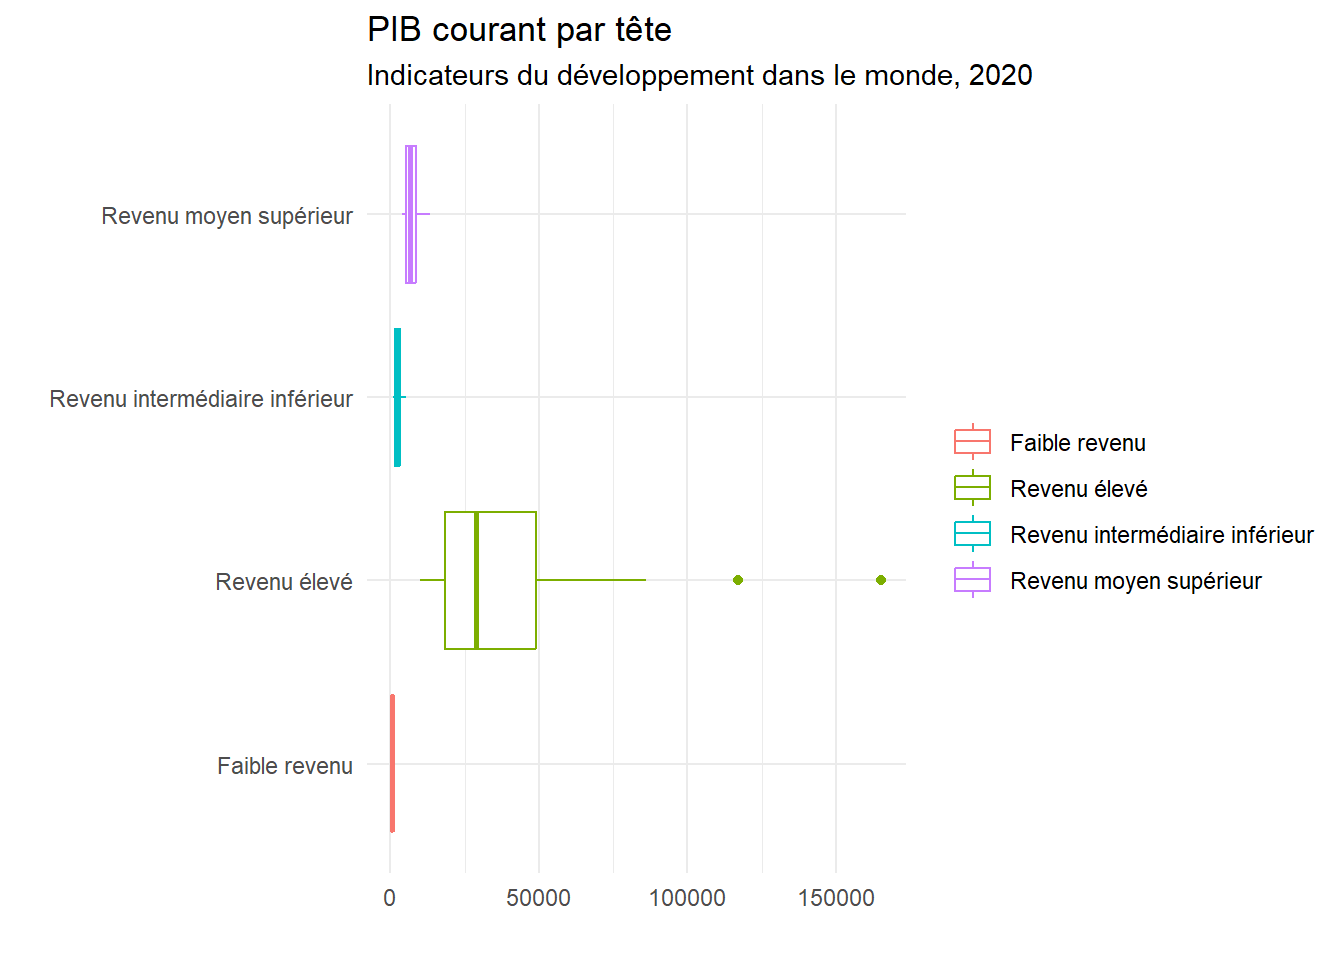 PIB courant par tête
Indicateurs du développement dans le monde, 2020
Revenu moyen supérieur
Revenu intermédiaire inférieur
Revenu élevé
Faible revenu
0 50000 100000 150000
Faible revenu
Revenu élevé
Revenu intermédiaire inférieur
Revenu moyen supérieur